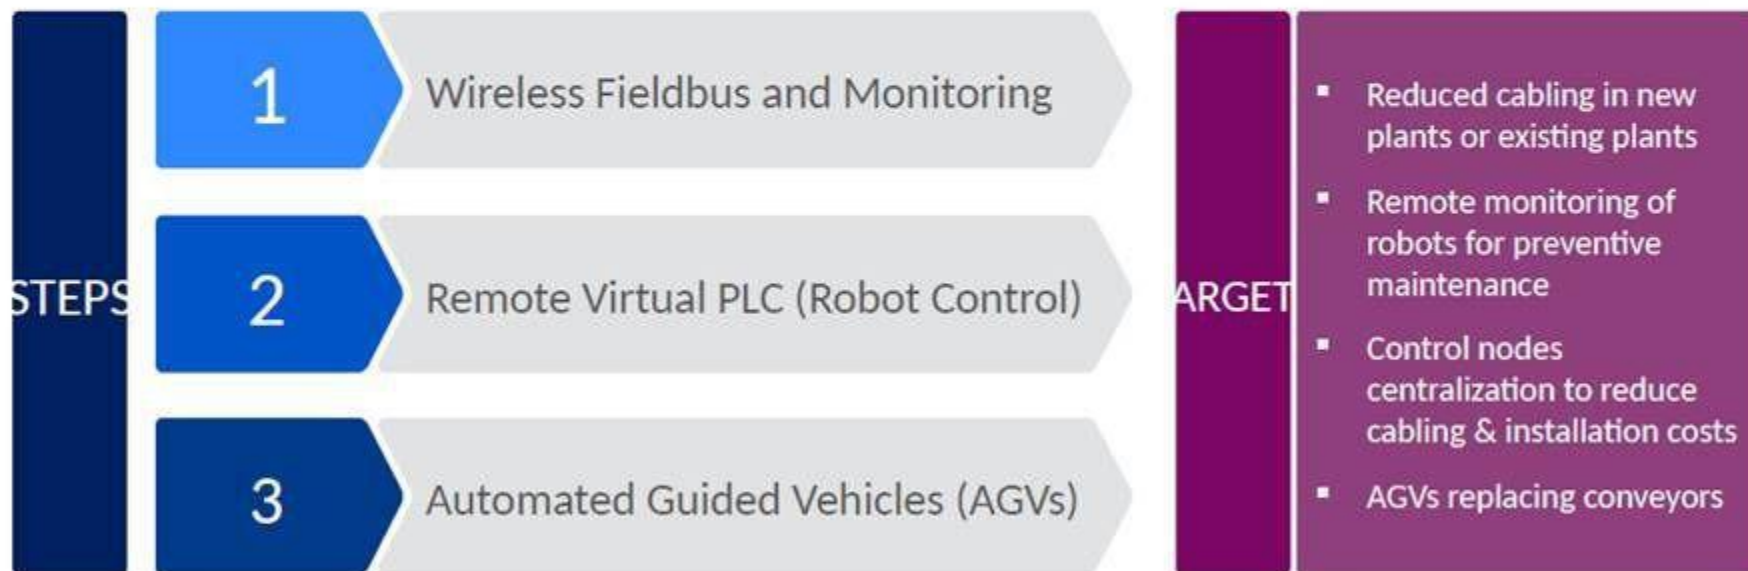 STEPS
1
Wireless Fieldbus and Monitoring
2
Remote Virtual PLC (Robot Control)
3
Automated Guided Vehicles (AGVs)
ARGET
▪ Reduced cabling in new
plants or existing plants
▪ Remote monitoring of
robots for preventive
maintenance
▪ Control nodes
centralization to reduce
cabling & installation costs
▪ AGVs replacing conveyors